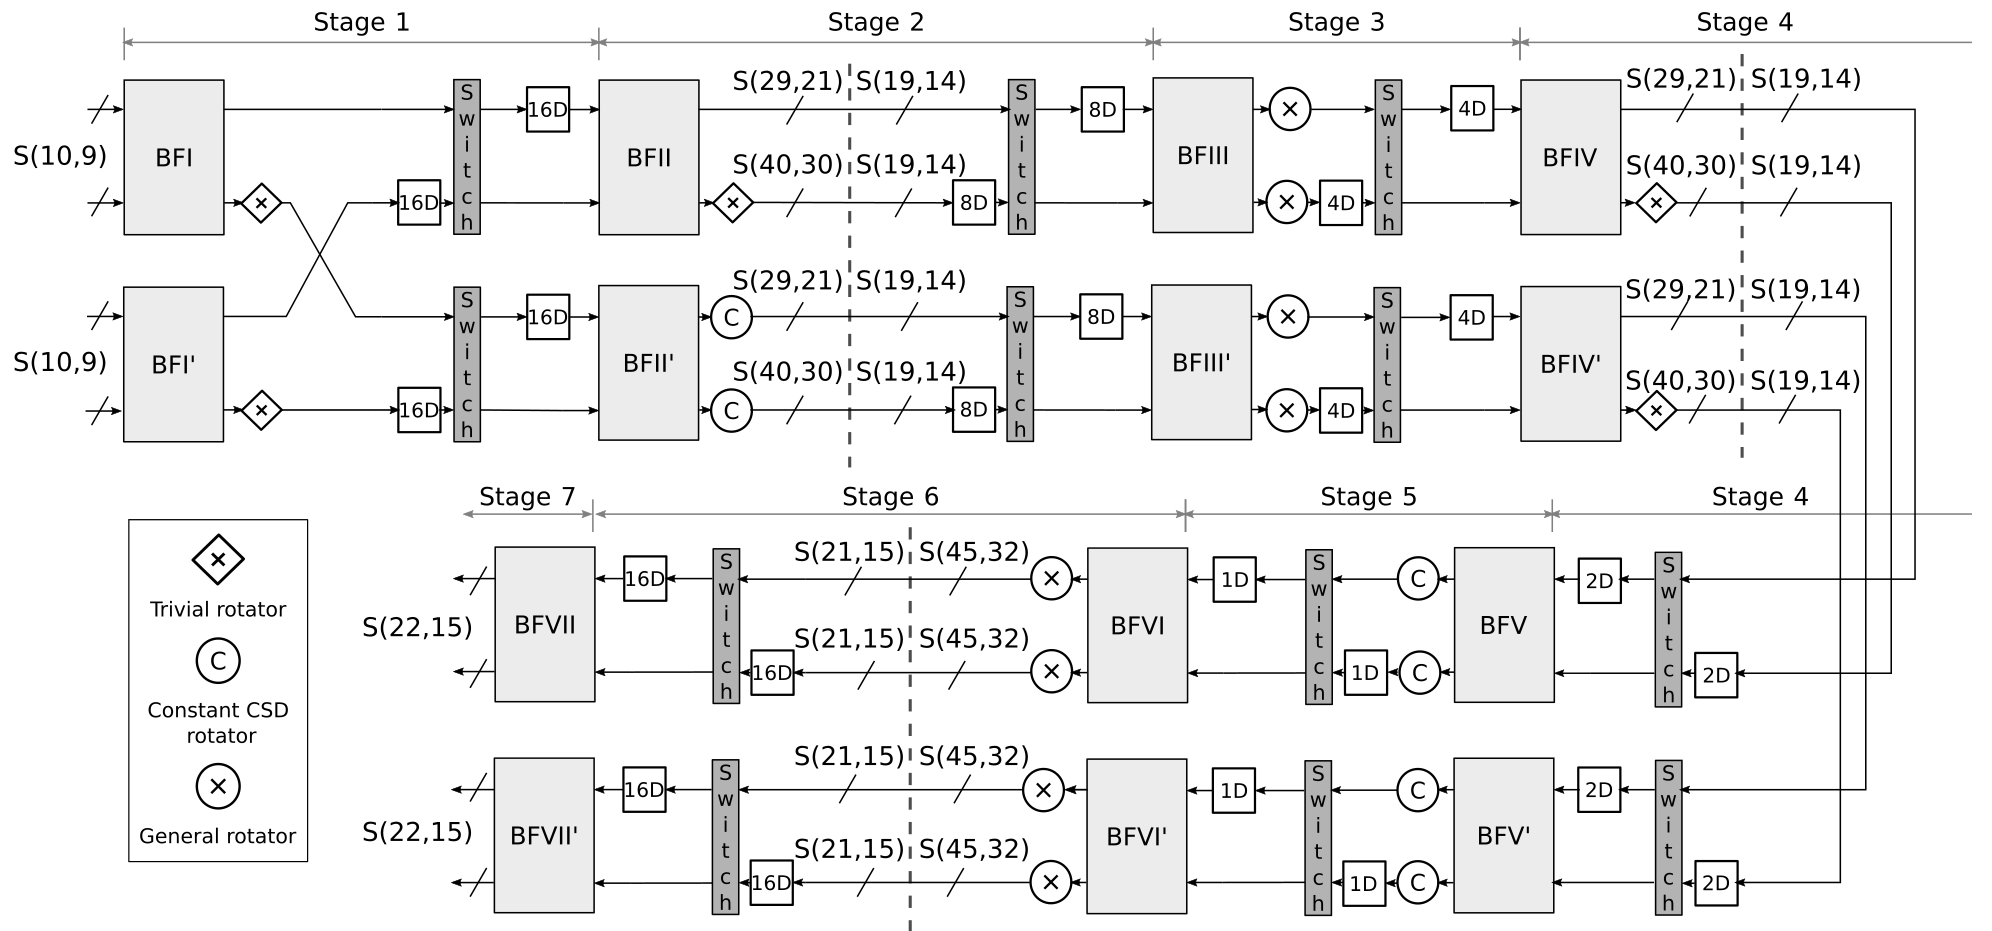 Stage 1 Stage 2 Stage 3 Stage 4
S(29,21) S(19,14) S(29,21) S(19,14)
BFI Switch 16D BFII Switch 8D BFIII Switch 4D BFIV
S(10,9) S(40,30) S(19,14) S(40,30) S(19,14)
16D 8D 4D
S(29,21) S(19,14) S(29,21) S(19,14)
BFI' Switch 16D BFII' C Switch 8D BFIII' Switch 4D BFIV'
S(10,9) S(40,30) S(19,14) S(40,30) S(19,14)
16D C 8D 4D
Stage 7 Stage 6 Stage 5 Stage 4
S(21,15) S(45,32)
BFVII 16D Switch BFVI 1D Switch C BFV 2D Switch
S(22,15) S(21,15) S(45,32)
16D 1D C 2D
S(21,15) S(45,32)
BFVII' 16D Switch BFVI' 1D Switch C BFV' 2D Switch
S(22,15) S(21,15) S(45,32)
16D 1D C 2D
Trivial rotator
C
Constant CSD
rotator
General rotator